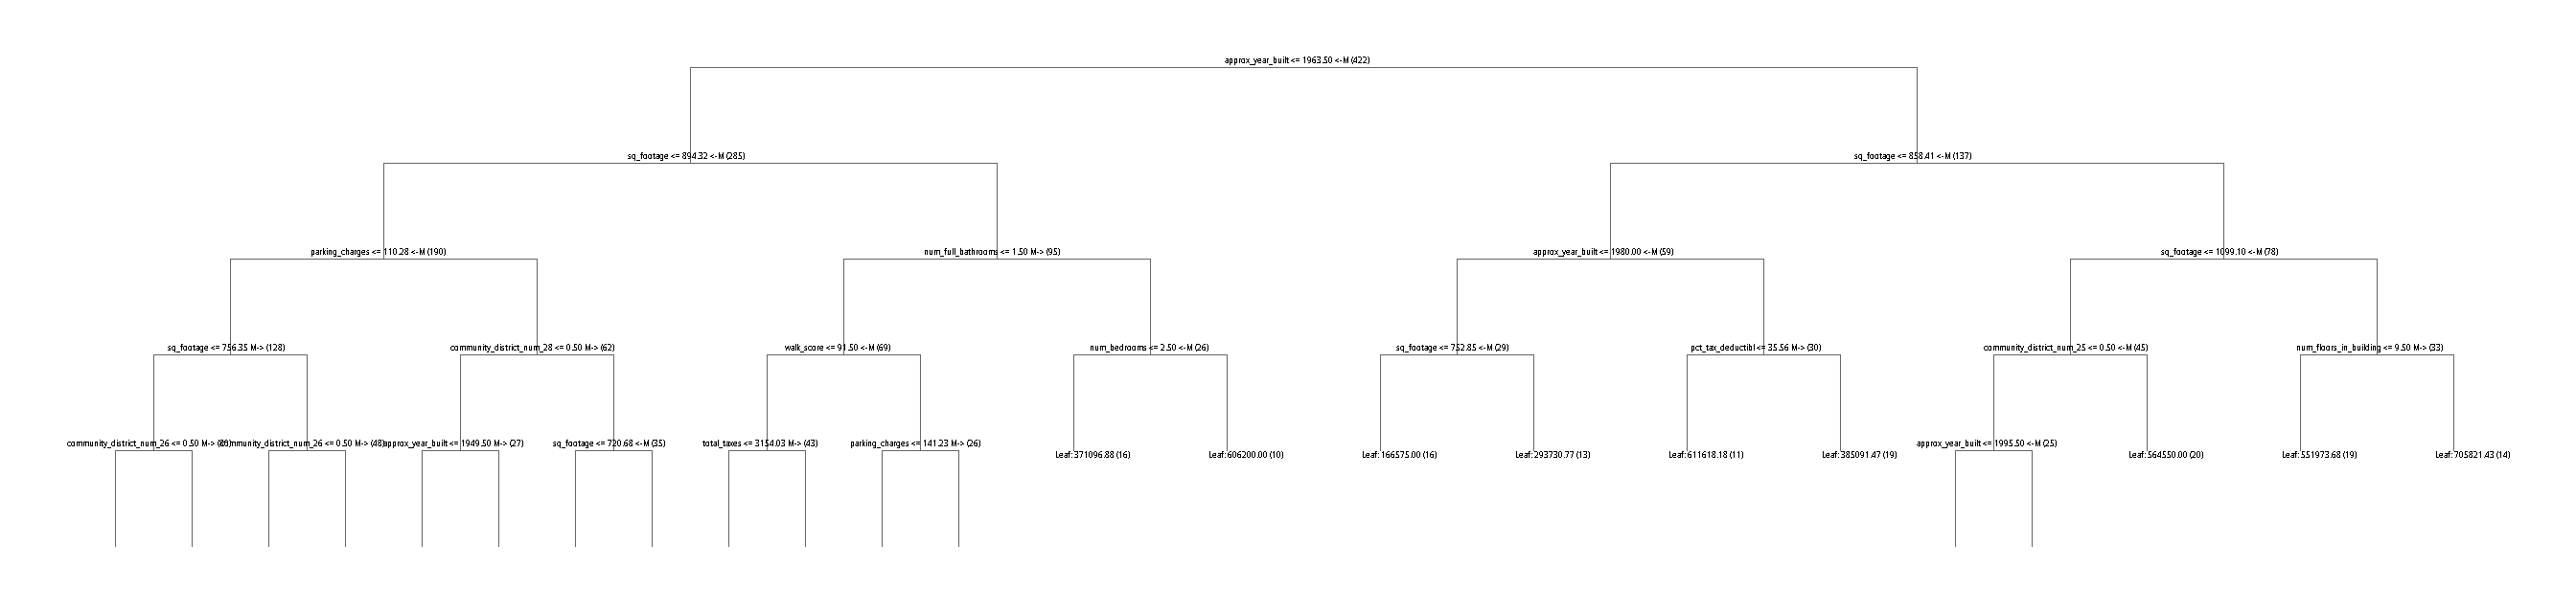 approx_year_built <= 1963.50 <-M (422)
sq_footage <= 894.32 <-M (285)
sq_footage <= 858.41 <-M (137)
parking_charges <= 110.28 <-M (190)
num_full_bathrooms <= 1.50 M-> (95)
approx_year_built <= 1980.00 <-M (59)
sq_footage <= 1099.10 <-M (78)
sq_footage <= 756.35 M-> (128)
community_district_num_28 <= 0.50 M-> (62)
walk_score <= 91.50 <-M (69)
num_bedrooms <= 2.50 <-M (26)
sq_footage <= 752.85 <-M (29)
pct_tax_deductibl <= 35.56 M-> (30)
community_district_num_25 <= 0.50 <-M (45)
num_floors_in_building <= 9.50 M-> (33)
community_district_num_26 <= 0.50 M->
community_district_num_26 <= 0.50 M-> (48)
approx_year_built <= 1949.50 M-> (27)
sq_footage <= 720.68 <-M (35)
total_taxes <= 3154.03 M-> (43)
parking_charges <= 141.23 M-> (26)
Leaf: 371096.88 (16)
Leaf: 606200.00 (10)
Leaf: 166575.00 (16)
Leaf: 293730.77 (13)
Leaf: 611618.18 (11)
Leaf: 385091.47 (19)
approx_year_built <= 1995.50 <-M (25)
Leaf: 564550.00 (20)
Leaf: 551973.68 (19)
Leaf: 705821.43 (14)